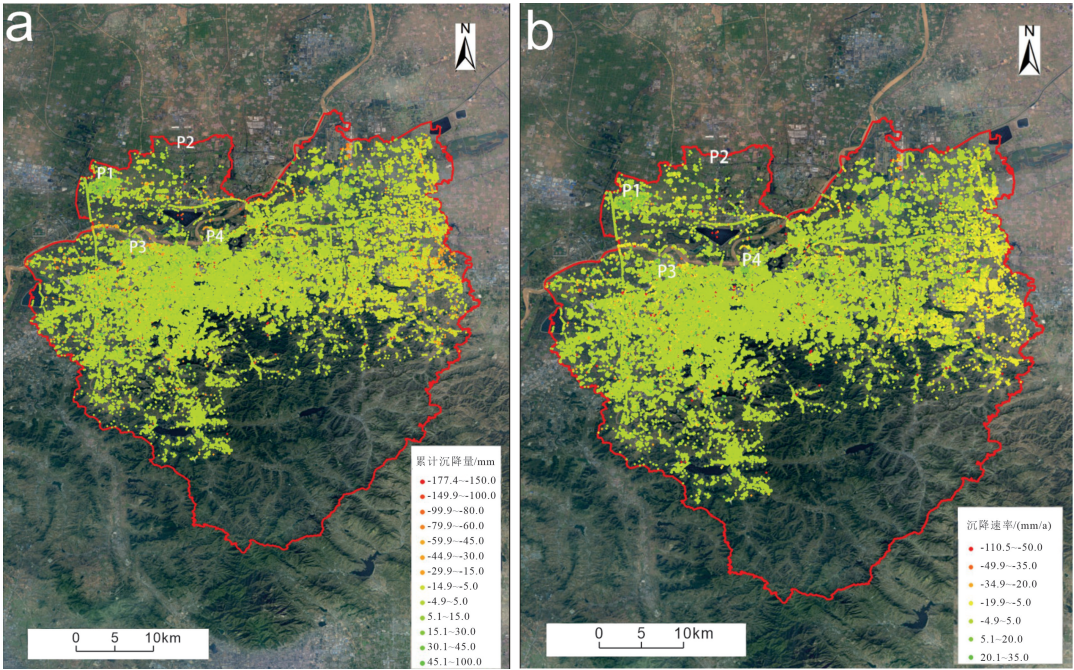 a
N
P2
P1
P3
P4
累计沉降量/mm
-177.4~-150.0
-149.9~-100.0
-99.9~-80.0
-79.9~-60.0
-59.9~-45.0
-44.9~-30.0
-29.9~-15.0
-14.9~-5.0
-4.9~5.0
5.1~15.0
15.1~30.0
30.1~45.0
45.1~100.0
0 5 10km
b
N
P2
P1
P3
P4
沉降速率/(mm/a)
-110.5~-50.0
-49.9~-35.0
-34.9~-20.0
-19.9~-5.0
-4.9~5.0
5.1~20.0
20.1~35.0
0 5 10km